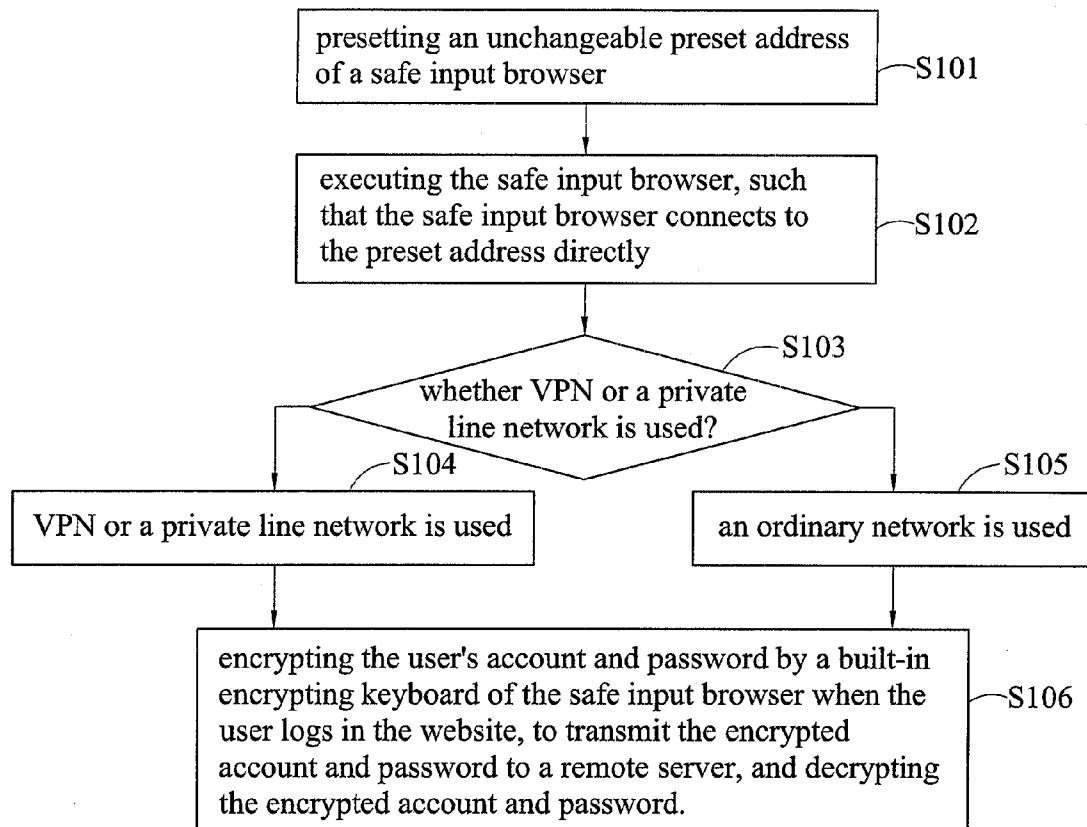 presetting an unchangeable preset address
of a safe input browser
S101
executing the safe input browser, such
that the safe input browser connects to
the preset address directly
S102
S103
whether VPN or a private
line network is used?
S104
VPN or a private line network is used
S105
an ordinary network is used
encrypting the user's account and password by a built-in
encrypting keyboard of the safe input browser when the
user logs in the website, to transmit the encrypted
account and password to a remote server, and decrypting
the encrypted account and password.
S106